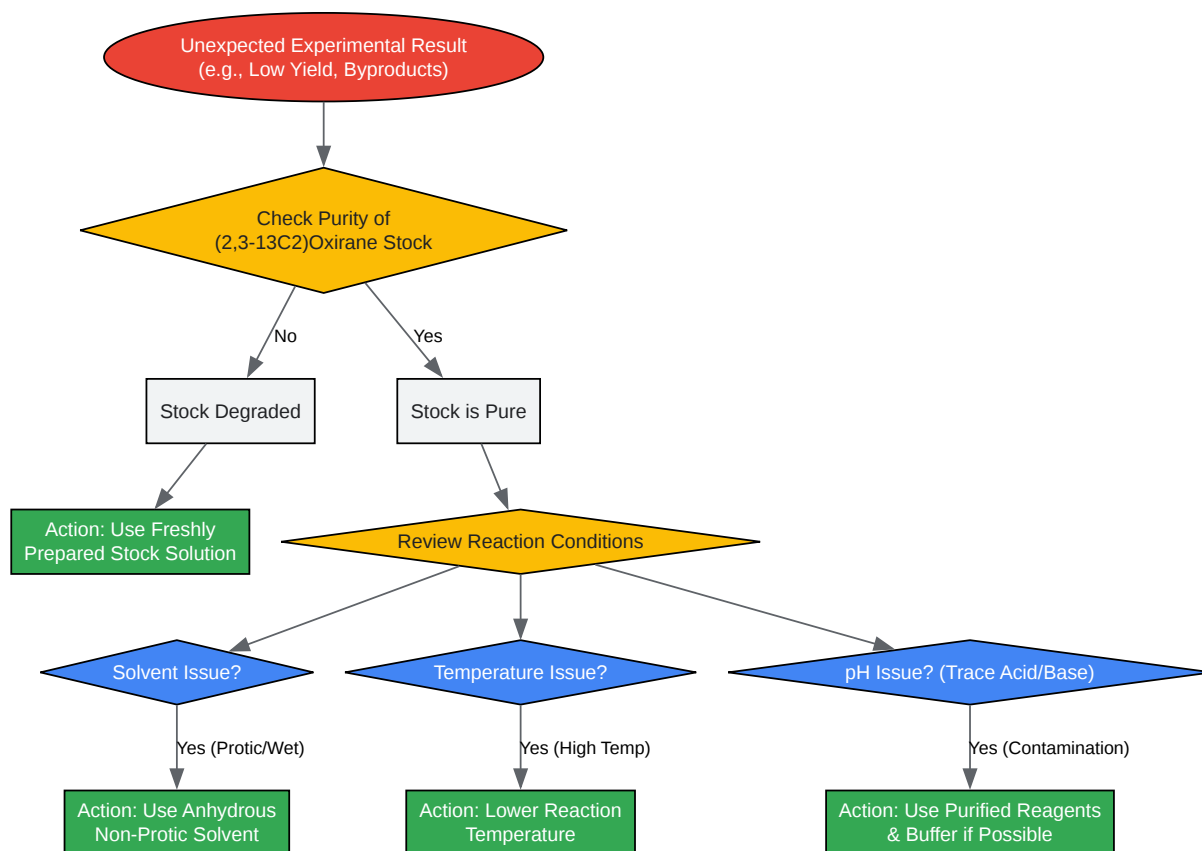 Unexpected Experimental Result
(e.g., Low Yield, Byproducts)
Check Purity of
(2,3-13C2)Oxirane Stock
No
Yes
Stock Degraded
Stock is Pure
Action: Use Freshly
Prepared Stock Solution
Review Reaction Conditions
Solvent Issue?
Temperature Issue?
pH Issue? (Trace Acid/Base)
Yes (Protic/Wet)
Yes (High Temp)
Yes (Contamination)
Action: Use Anhydrous
Non-Protic Solvent
Action: Lower Reaction
Temperature
Action: Use Purified Reagents
& Buffer if Possible